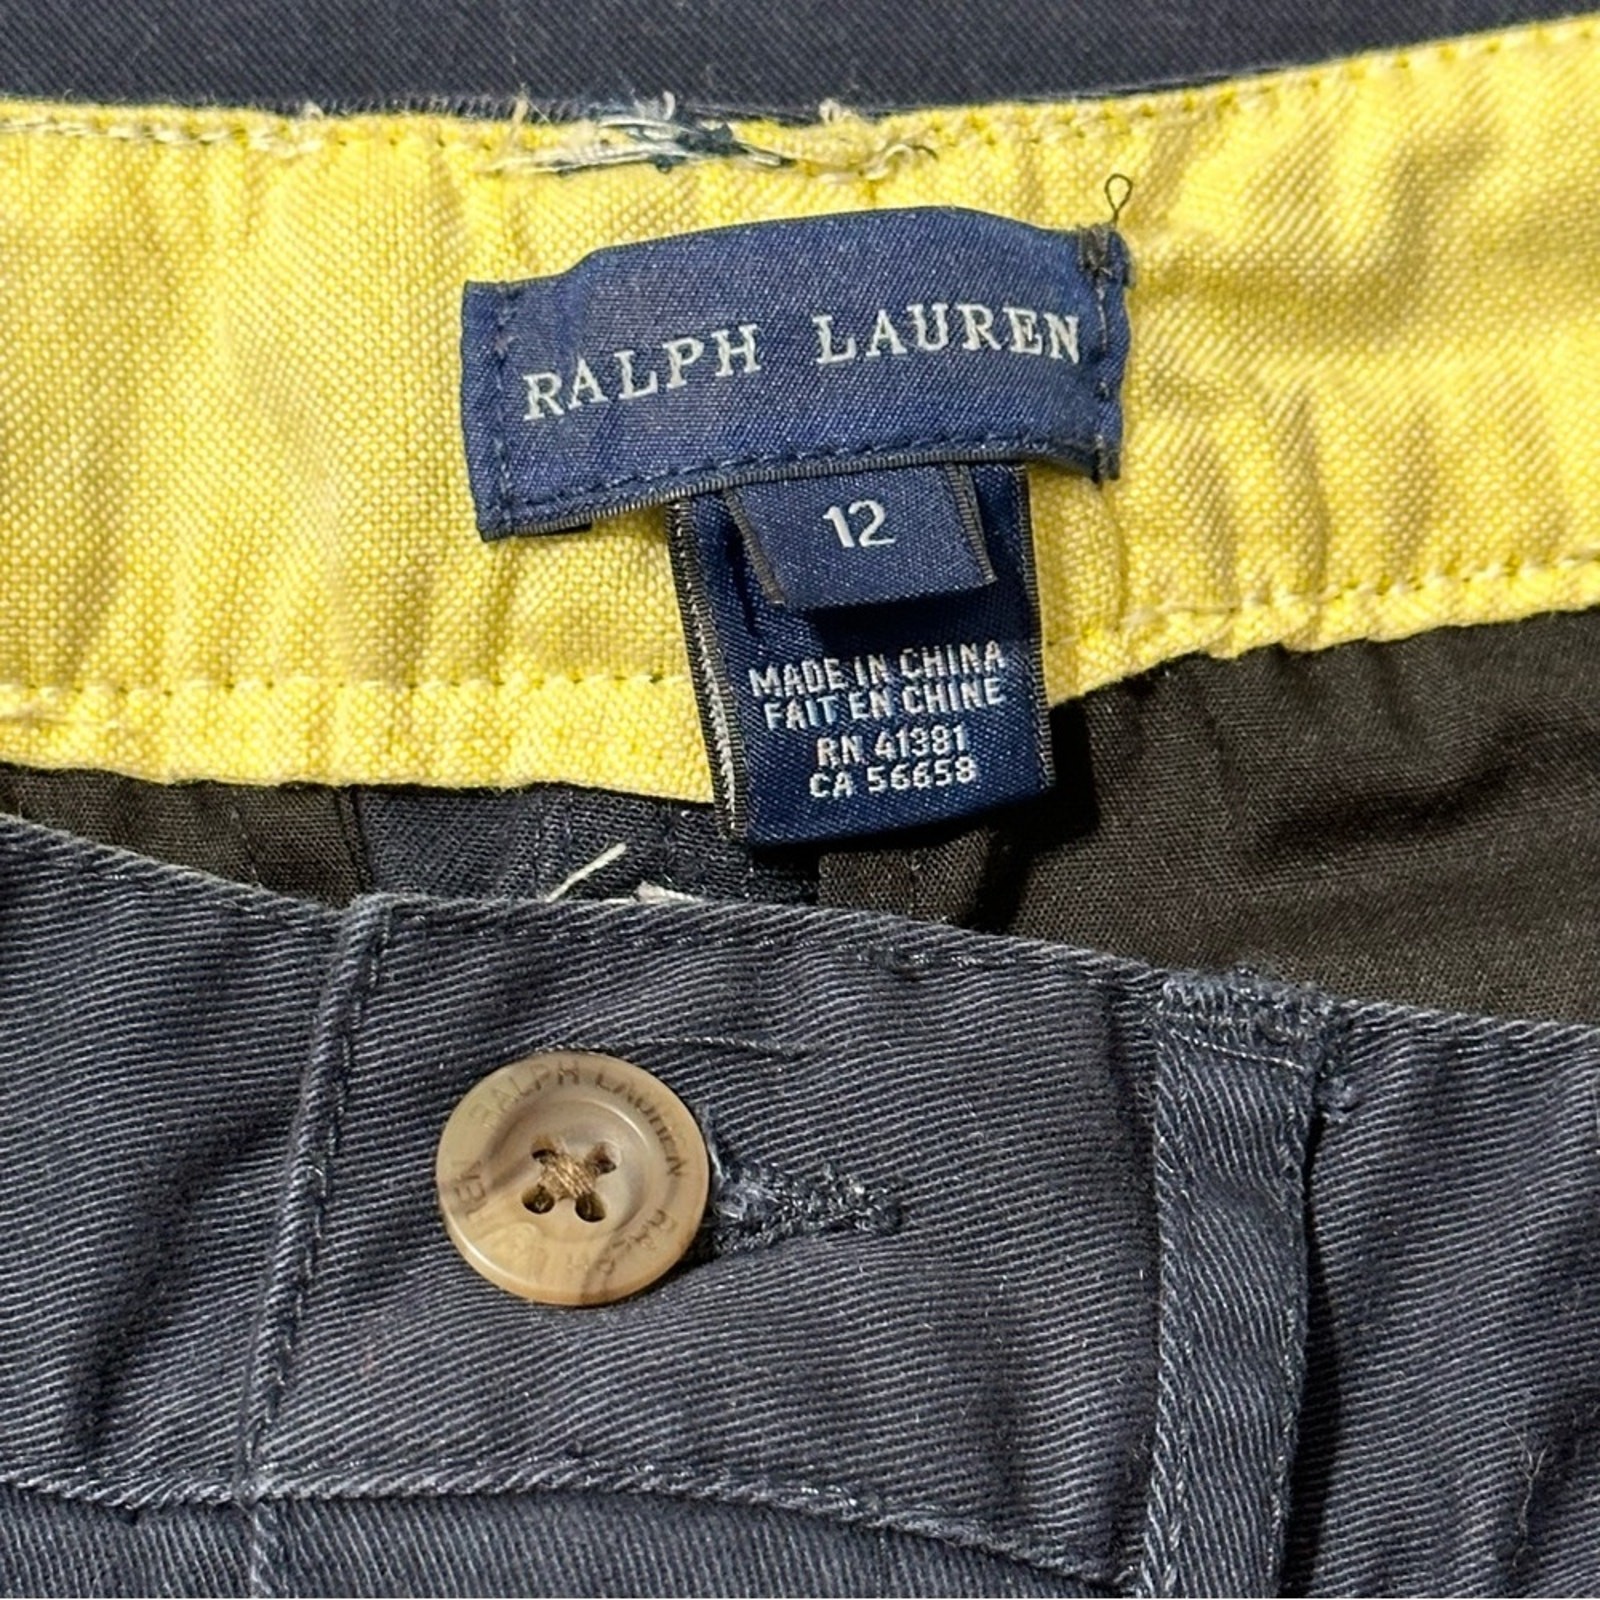 RALPH LAUREN
12
MADE IN CHINA
FAIT EN CHINE
RN 41381
CA 56658
RALPH LAUREN